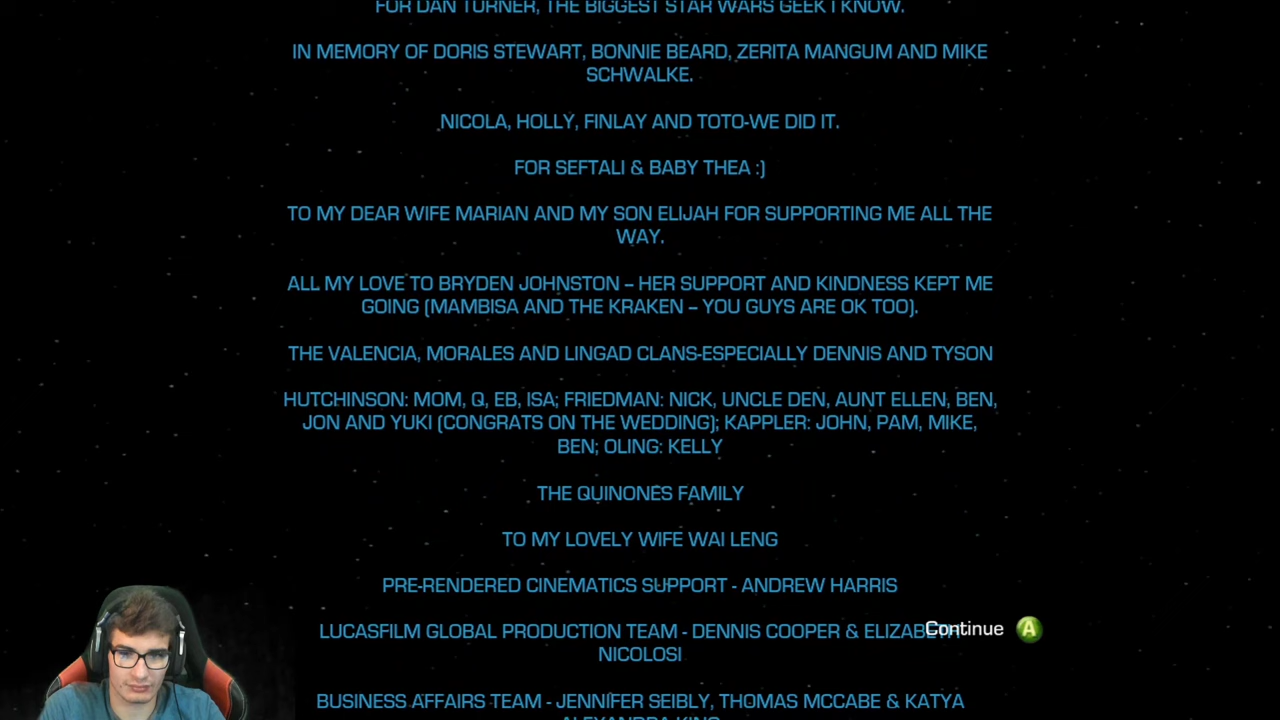 FOR DAN TURNER, THE BIGGEST STAR WARS GEEK I KNOW.
IN MEMORY OF DORIS STEWART, BONNIE BEARD, ZERITA MANGUM AND MIKE
SCHWALKE.
NICOLA, HOLLY, FINLAY AND TOTO-WE DID IT.
FOR SEFTALI & BABY THEA :)
TO MY DEAR WIFE MARIAN AND MY SON ELIJAH FOR SUPPORTING ME ALL THE
WAY.
ALL MY LOVE TO BRYDEN JOHNSTON – HER SUPPORT AND KINDNESS KEPT ME
GOING (MAMBISA AND THE KRAKEN – YOU GUYS ARE OK TOO).
THE VALENCIA, MORALES AND LINGAD CLANS-ESPECIALLY DENNIS AND TYSON
HUTCHINSON: MOM, Q, EB, ISA; FRIEDMAN: NICK, UNCLE DEN, AUNT ELLEN, BEN,
JON AND YUKI (CONGRATS ON THE WEDDING); KAPPLER: JOHN, PAM, MIKE,
BEN; OLING: KELLY
THE QUINONES FAMILY
TO MY LOVELY WIFE WAI LENG
PRE-RENDERED CINEMATICS SUPPORT - ANDREW HARRIS
LUCASFILM GLOBAL PRODUCTION TEAM - DENNIS COOPER & ELIZABETH
NICOLOSI
Continue A
BUSINESS AFFAIRS TEAM - JENNIFER SEIBLY, THOMAS MCCABE & KATYA
ALEXANDRA KING